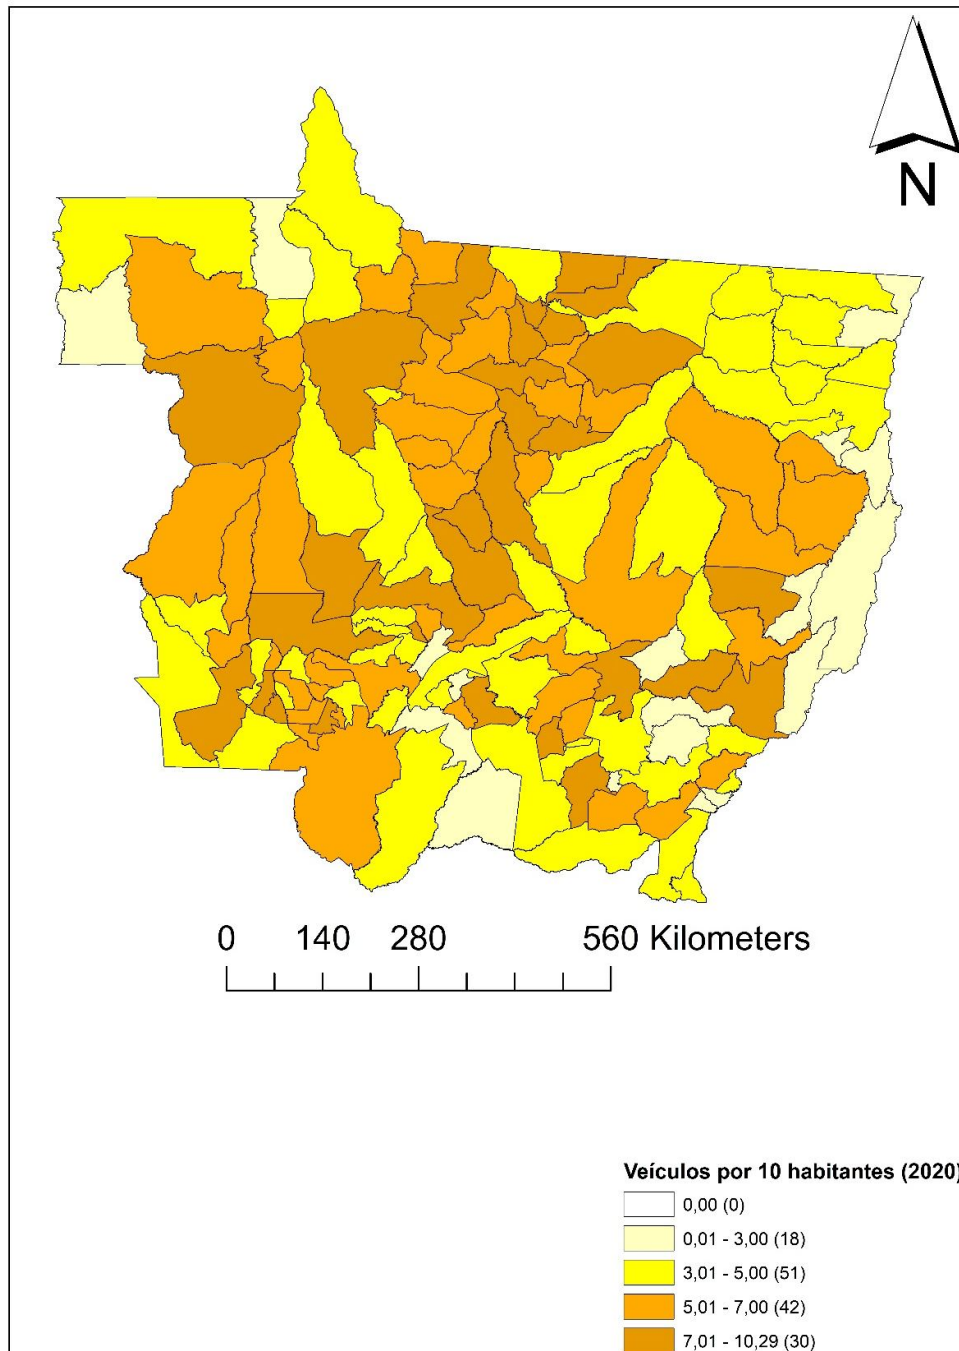 N
0 140 280 560 Kilometers
Veículos por 10 habitantes (2020)
0,00 (0)
0,01 - 3,00 (18)
3,01 - 5,00 (51)
5,01 - 7,00 (42)
7,01 - 10,29 (30)